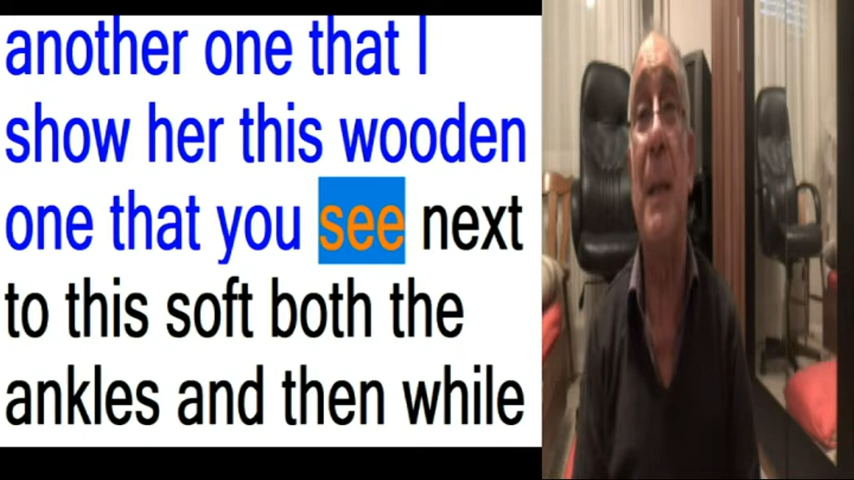 another one that I
show her this wooden
one that you see next
to this soft both the
ankles and then while